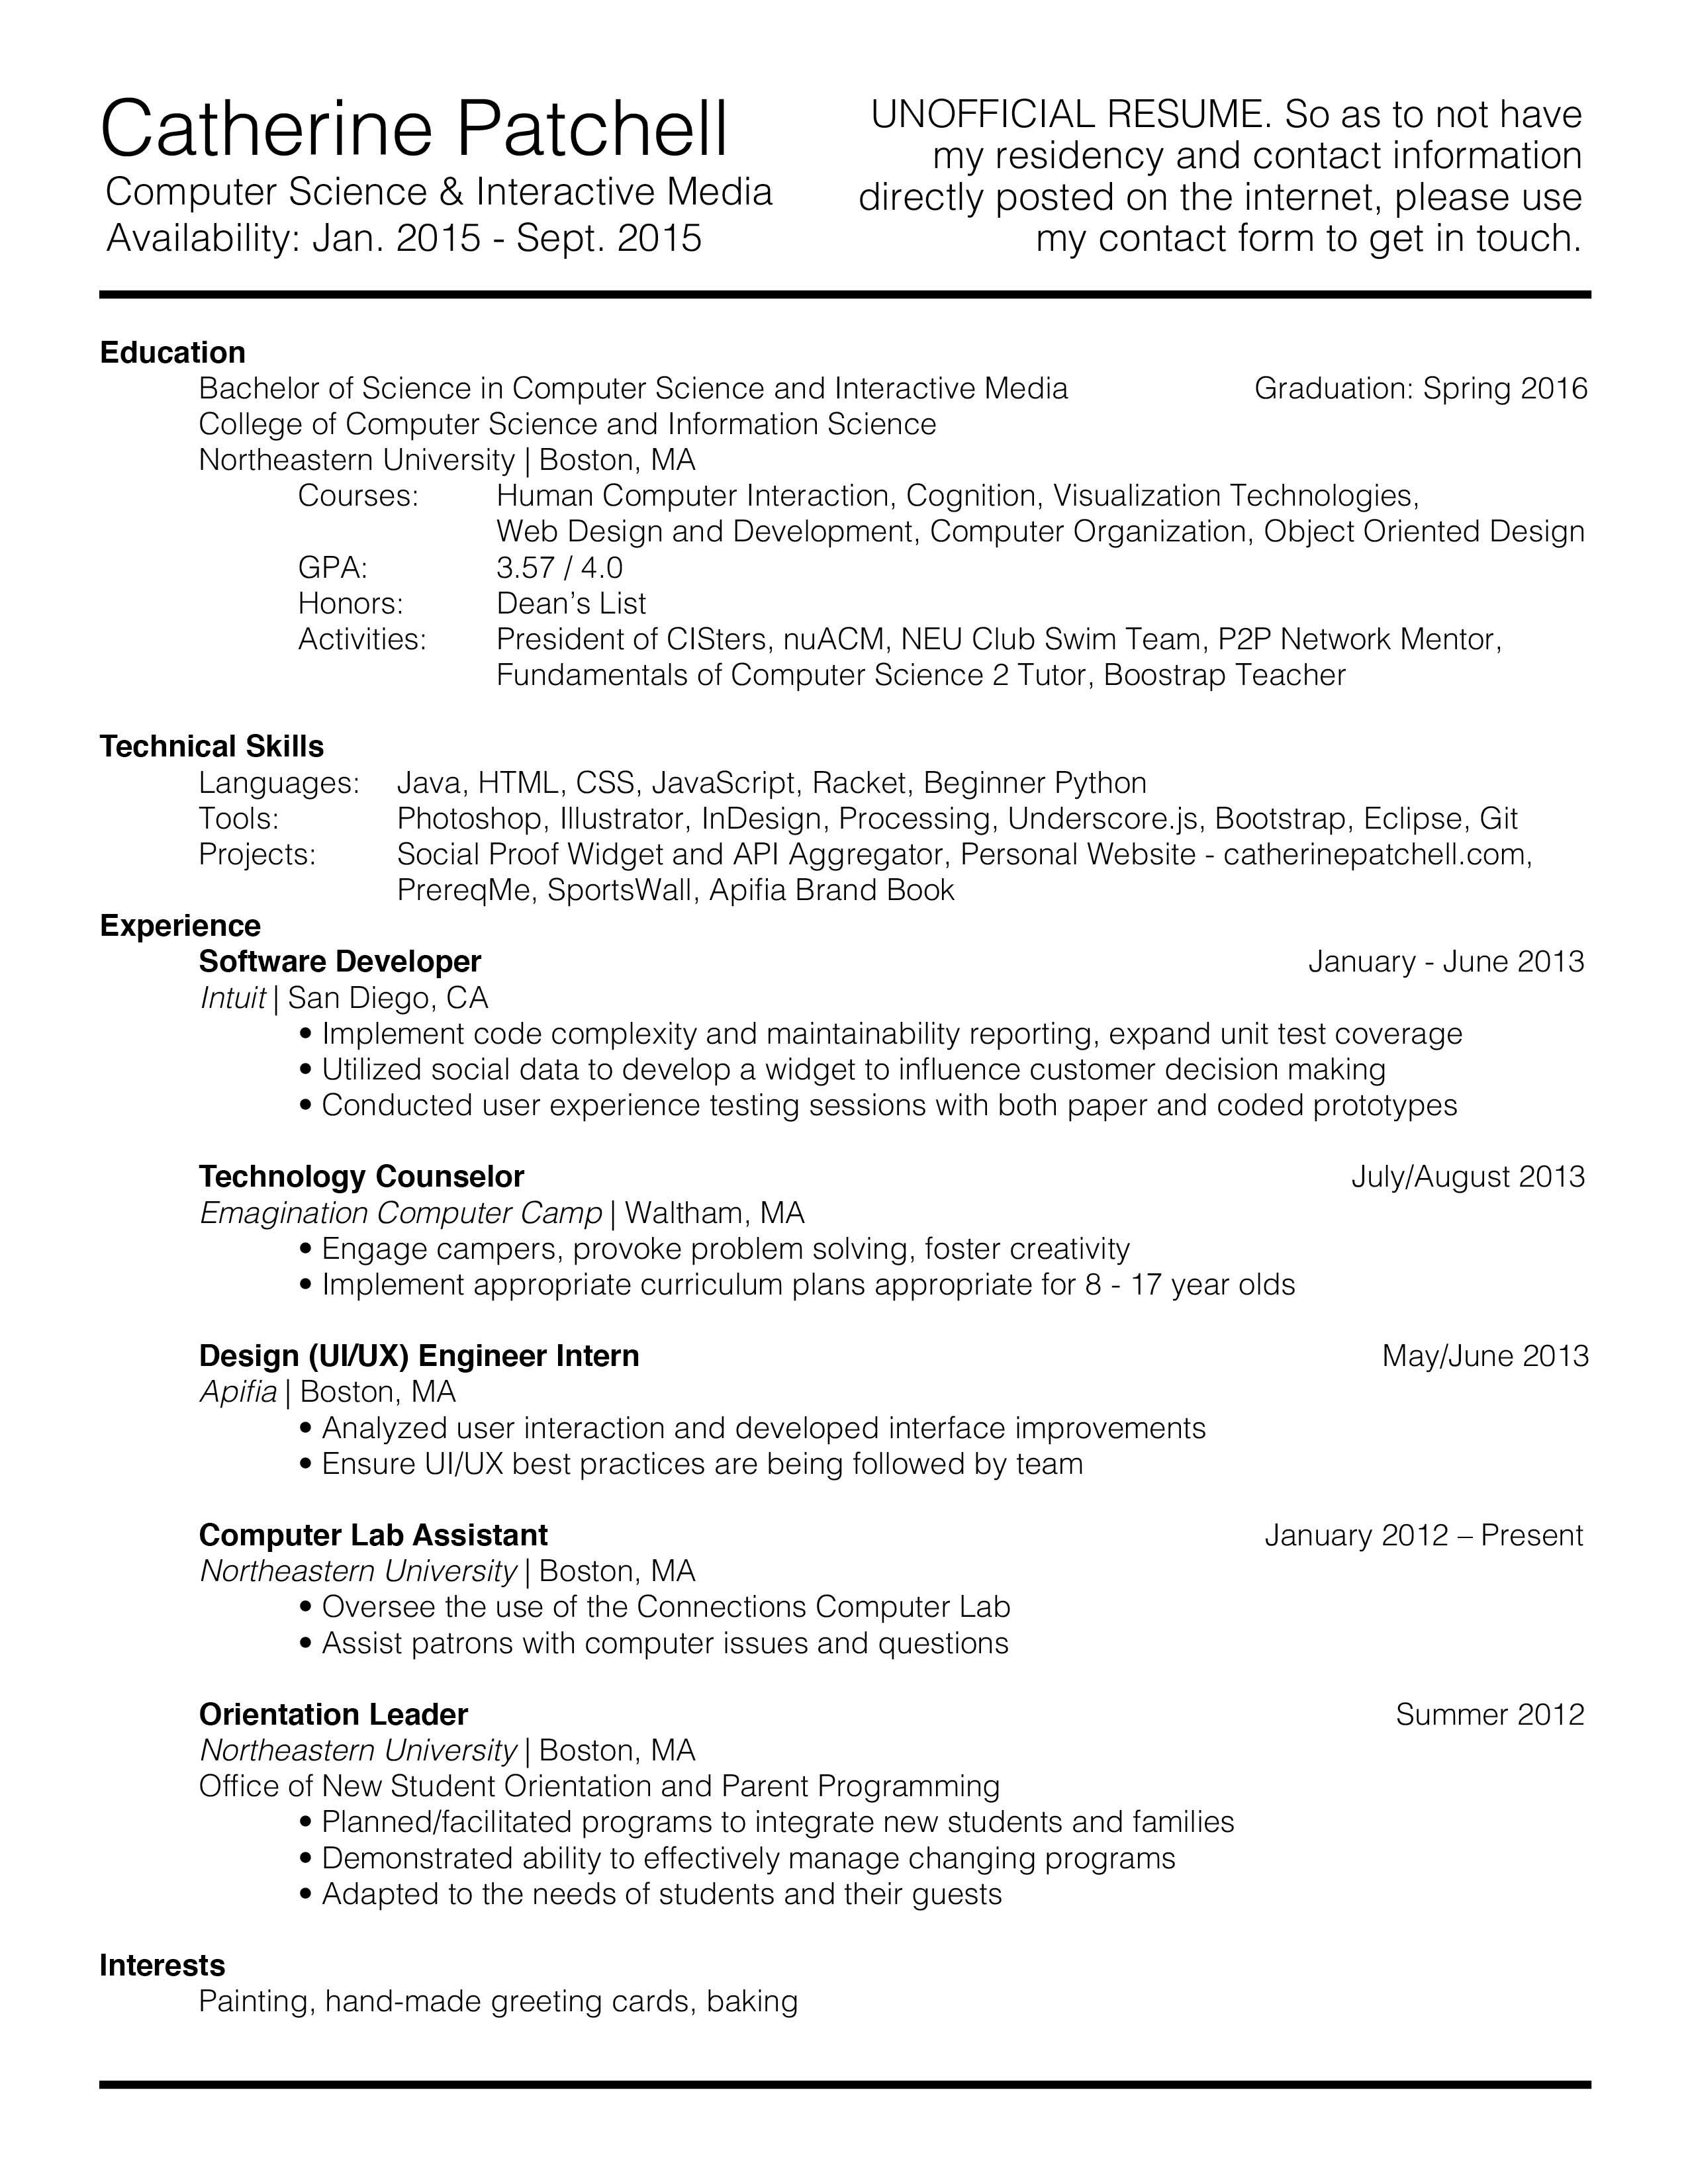 Catherine Patchell
Computer Science & Interactive Media
Availability: Jan. 2015 - Sept. 2015
UNOFFICIAL RESUME. So as to not have
my residency and contact information
directly posted on the internet, please use
my contact form to get in touch.
Education
Bachelor of Science in Computer Science and Interactive Media Graduation: Spring 2016
College of Computer Science and Information Science
Northeastern University | Boston, MA
Courses: Human Computer Interaction, Cognition, Visualization Technologies,
Web Design and Development, Computer Organization, Object Oriented Design
GPA: 3.57 / 4.0
Honors: Dean’s List
Activities: President of CISters, nuACM, NEU Club Swim Team, P2P Network Mentor,
Fundamentals of Computer Science 2 Tutor, Boostrap Teacher
Technical Skills
Languages: Java, HTML, CSS, JavaScript, Racket, Beginner Python
Tools: Photoshop, Illustrator, InDesign, Processing, Underscore.js, Bootstrap, Eclipse, Git
Projects: Social Proof Widget and API Aggregator, Personal Website - catherinepatchell.com,
PrereqMe, SportsWall, Apifia Brand Book
Experience
Software Developer January - June 2013
Intuit | San Diego, CA
• Implement code complexity and maintainability reporting, expand unit test coverage
• Utilized social data to develop a widget to influence customer decision making
• Conducted user experience testing sessions with both paper and coded prototypes
Technology Counselor July/August 2013
Emagination Computer Camp | Waltham, MA
• Engage campers, provoke problem solving, foster creativity
• Implement appropriate curriculum plans appropriate for 8 - 17 year olds
Design (UI/UX) Engineer Intern May/June 2013
Apifia | Boston, MA
• Analyzed user interaction and developed interface improvements
• Ensure UI/UX best practices are being followed by team
Computer Lab Assistant January 2012 – Present
Northeastern University | Boston, MA
• Oversee the use of the Connections Computer Lab
• Assist patrons with computer issues and questions
Orientation Leader Summer 2012
Northeastern University | Boston, MA
Office of New Student Orientation and Parent Programming
• Planned/facilitated programs to integrate new students and families
• Demonstrated ability to effectively manage changing programs
• Adapted to the needs of students and their guests
Interests
Painting, hand-made greeting cards, baking